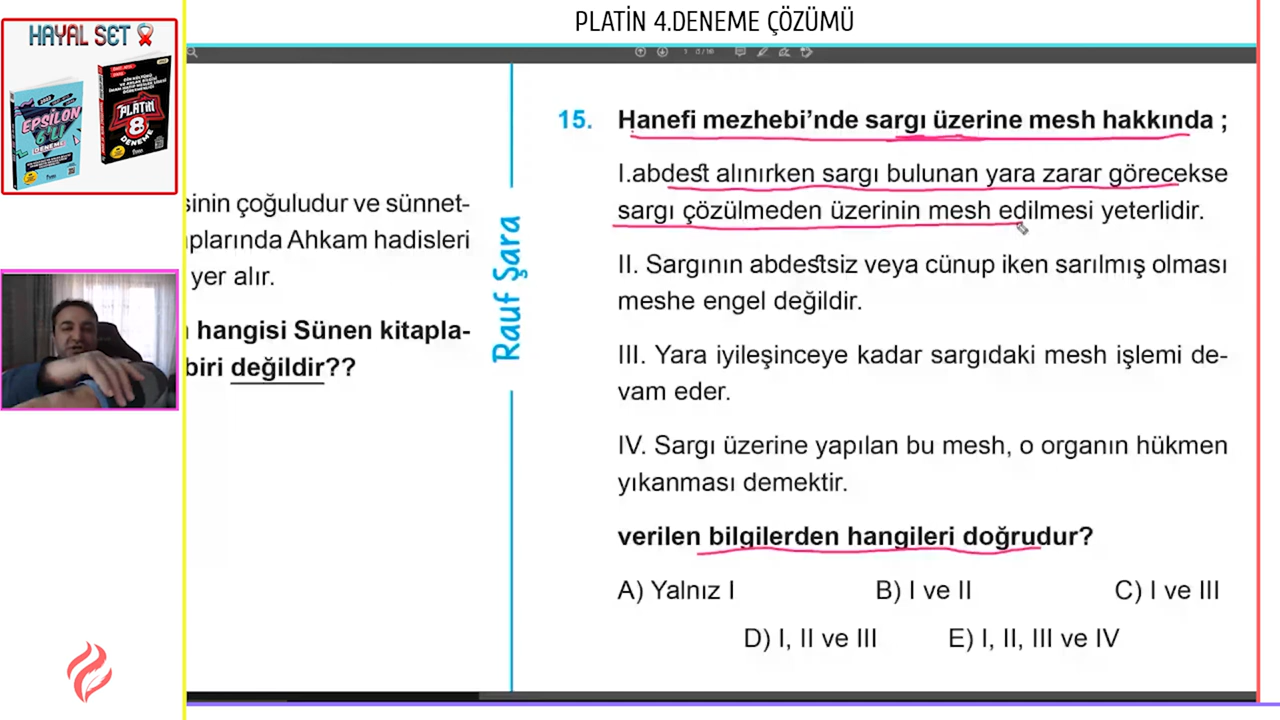 PLATİN 4.DENEME ÇÖZÜMÜ
HAYAL SET
EPSİLON
6'LI
DENEME
PLATİN
8
DENEME
sinin çoğuludur ve sünnet-
plarında Ahkam hadisleri
yer alır.
hangisi Sünen kitapla-
biri değildir??
Rauf Şara
15. Hanefi mezhebi’nde sargı üzerine mesh hakkında ;
I.abdest alınırken sargı bulunan yara zarar görecekse
sargı çözülmeden üzerinin mesh edilmesi yeterlidir.
II. Sargının abdestsiz veya cünup iken sarılmış olması
meshe engel değildir.
III. Yara iyileşinceye kadar sargıdaki mesh işlemi de-
vam eder.
IV. Sargı üzerine yapılan bu mesh, o organın hükmen
yıkanması demektir.
verilen bilgilerden hangileri doğrudur?
A) Yalnız I B) I ve II C) I ve III
D) I, II ve III E) I, II, III ve IV